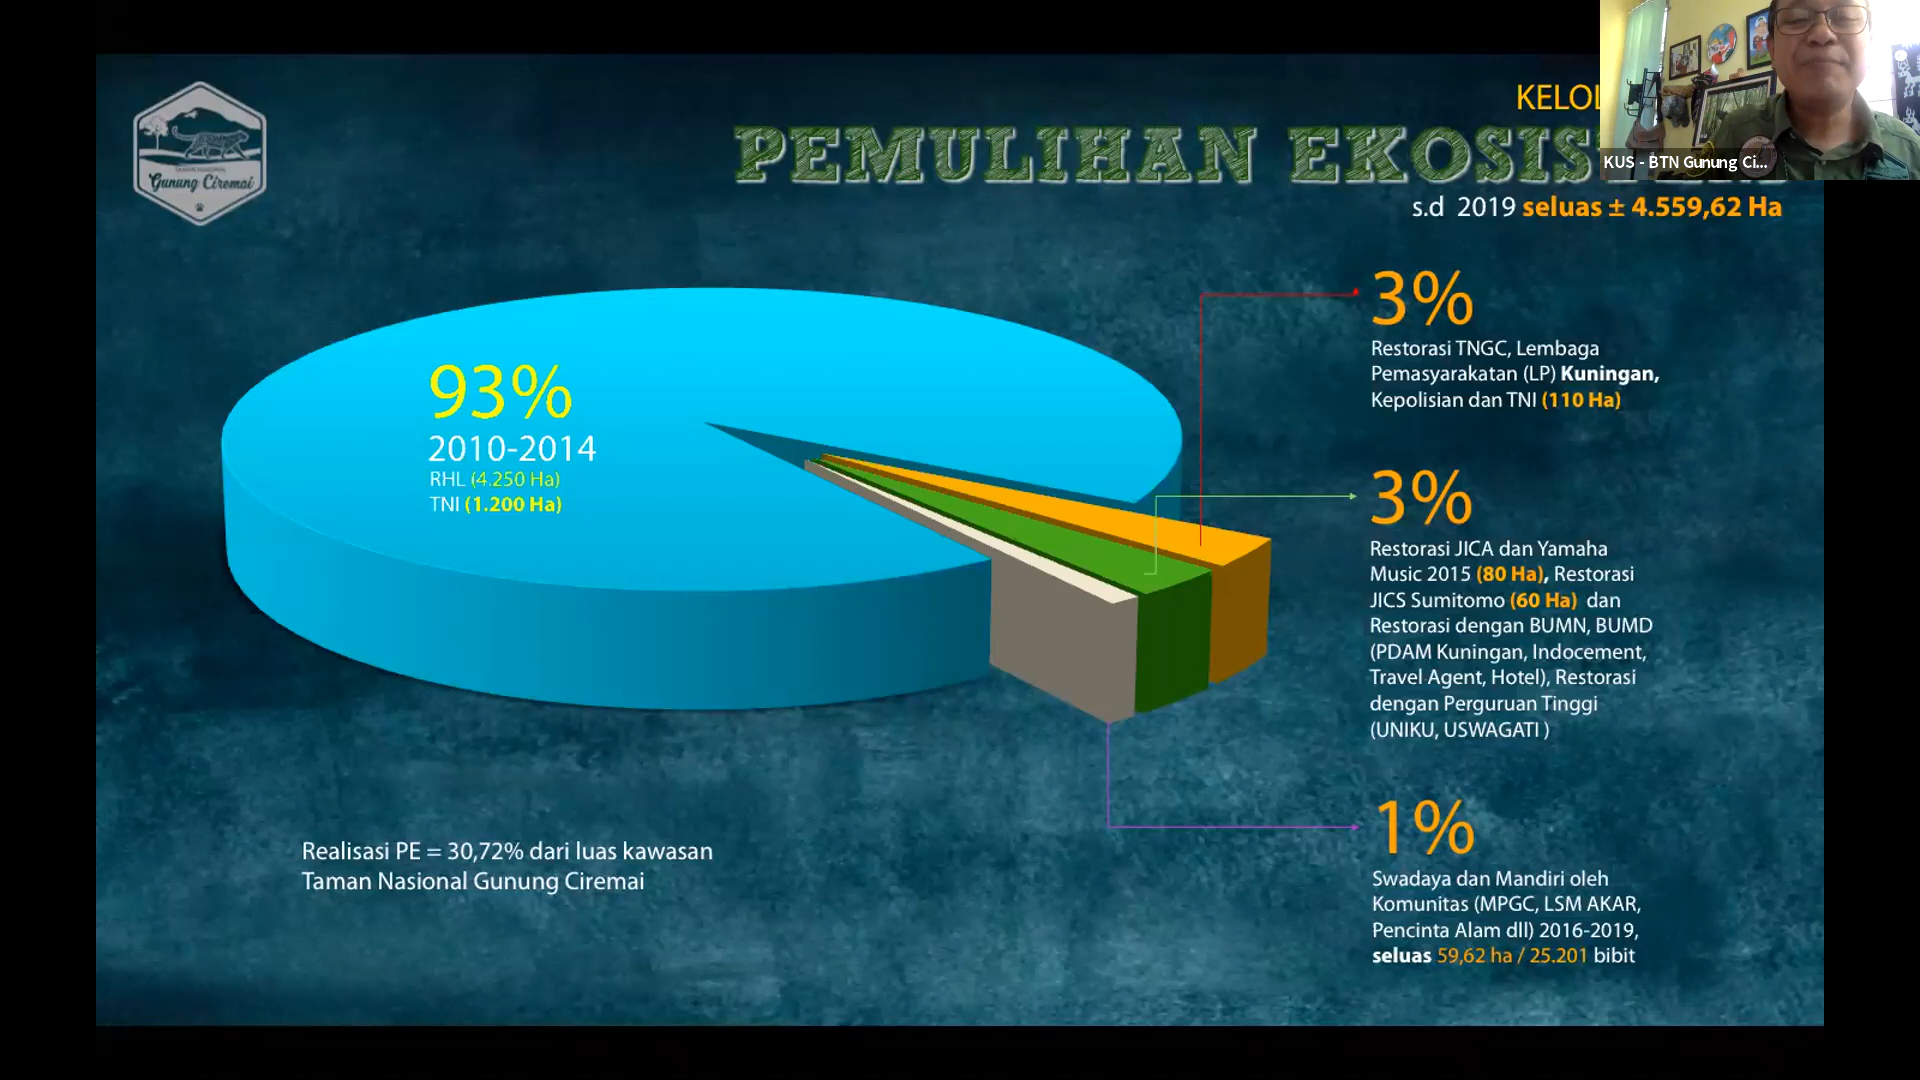 KELOL
PEMULIHAN EKOSIS
s.d 2019 seluas ± 4.559,62 Ha
KUS - BTN Gunung Ci...
TAMAN NASIONAL
Gunung Ciremai
93%
2010-2014
RHL (4.250 Ha)
TNI (1.200 Ha)
3%
Restorasi TNGC, Lembaga
Pemasyarakatan (LP) Kuningan,
Kepolisian dan TNI (110 Ha)
3%
Restorasi JICA dan Yamaha
Music 2015 (80 Ha), Restorasi
JICS Sumitomo (60 Ha) dan
Restorasi dengan BUMN, BUMD
(PDAM Kuningan, Indocement,
Travel Agent, Hotel), Restorasi
dengan Perguruan Tinggi
(UNIKU, USWAGATI )
1%
Swadaya dan Mandiri oleh
Komunitas (MPGC, LSM AKAR,
Pencinta Alam dll) 2016-2019,
seluas 59,62 ha / 25.201 bibit
Realisasi PE = 30,72% dari luas kawasan
Taman Nasional Gunung Ciremai